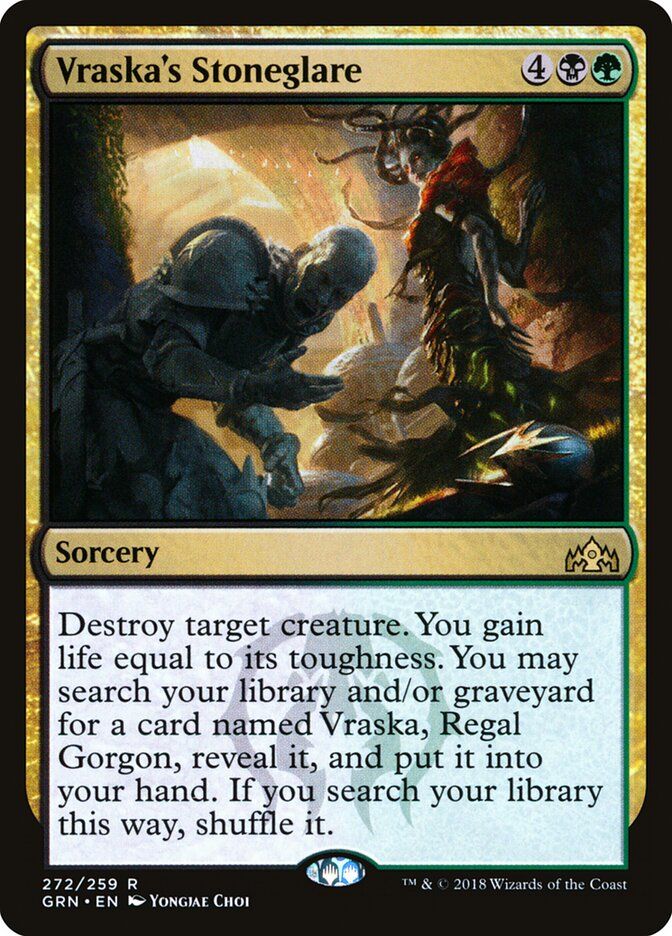 Vraska's Stoneglare 4
Sorcery
Destroy target creature. You gain
life equal to its toughness. You may
search your library and/or graveyard
for a card named Vraska, Regal
Gorgon, reveal it, and put it into
your hand. If you search your library
this way, shuffle it.
272/259 R
GRN • EN Yongjae Choi
™ & © 2018 Wizards of the Coast